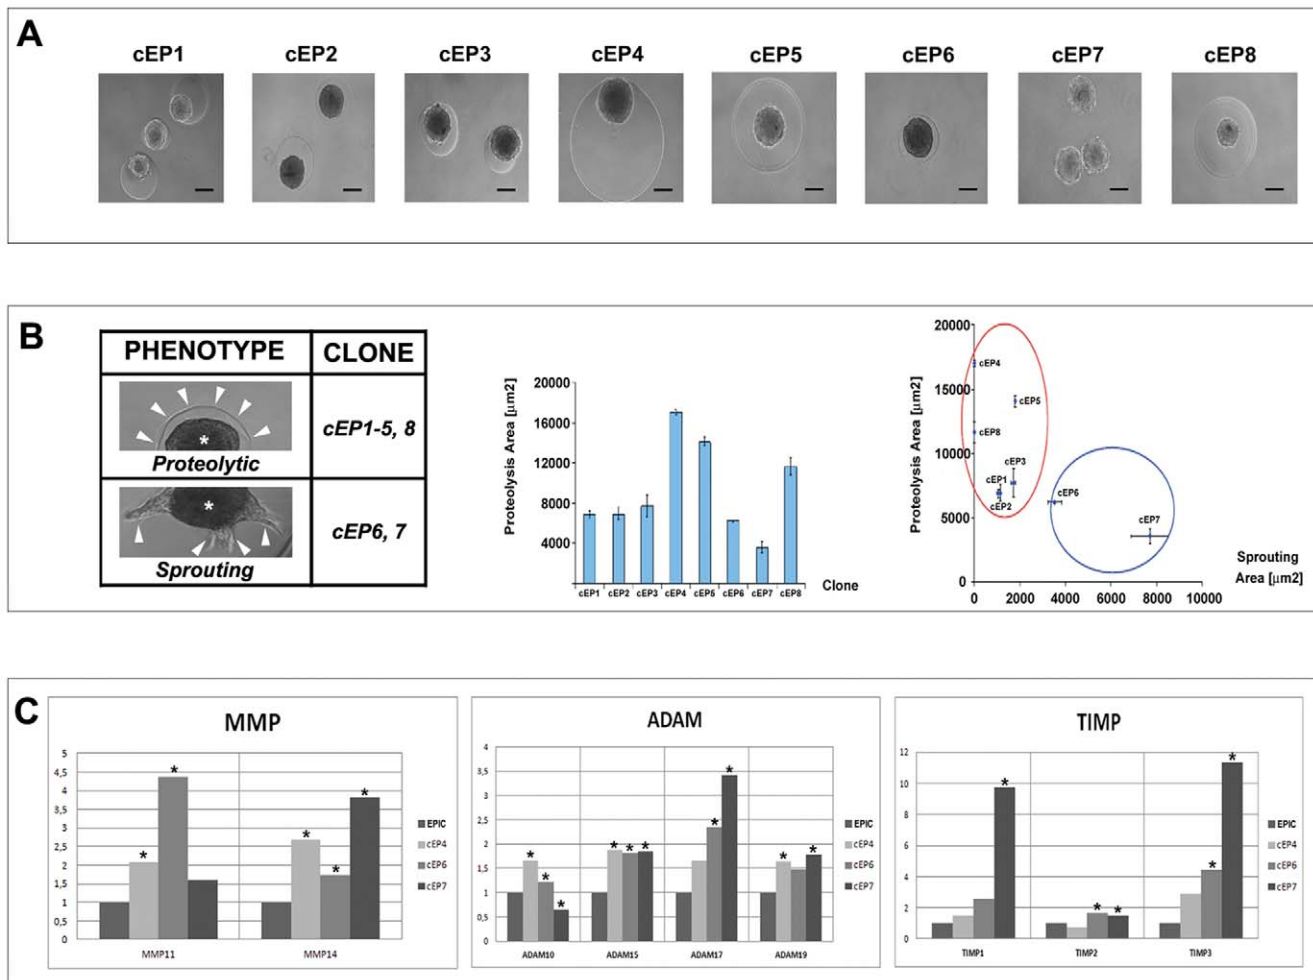 A
cEP1 cEP2 cEP3 cEP4 cEP5 cEP6 cEP7 cEP8
B
PHENOTYPE CLONE
*
Proteolytic
cEP1-5, 8
*
Sprouting
cEP6, 7
Proteolysis Area [μm2]
20000
16000
12000
8000
4000
cEP1 cEP2 cEP3 cEP4 cEP5 cEP6 cEP7 cEP8
Clone
Proteolysis Area [μm2]
20000
15000
10000
5000
0
cEP4
cEP5
cEP8
cEP3
cEP1
cEP2
cEP6
cEP7
0 2000 4000 6000 8000 10000
Sprouting
Area [μm2]
C
MMP
5
4,5
4
3,5
3
2,5
2
1,5
1
0,5
0
* * * * *
MMP11 MMP14
EPIC
cEP4
cEP6
cEP7
ADAM
4
3,5
3
2,5
2
1,5
1
0,5
0
* * * * * * * * * *
ADAM10 ADAM15 ADAM17 ADAM19
EPIC
cEP4
cEP6
cEP7
TIMP
12
10
8
6
4
2
0
* * * * *
TIMP1 TIMP2 TIMP3
EPIC
cEP4
cEP6
cEP7